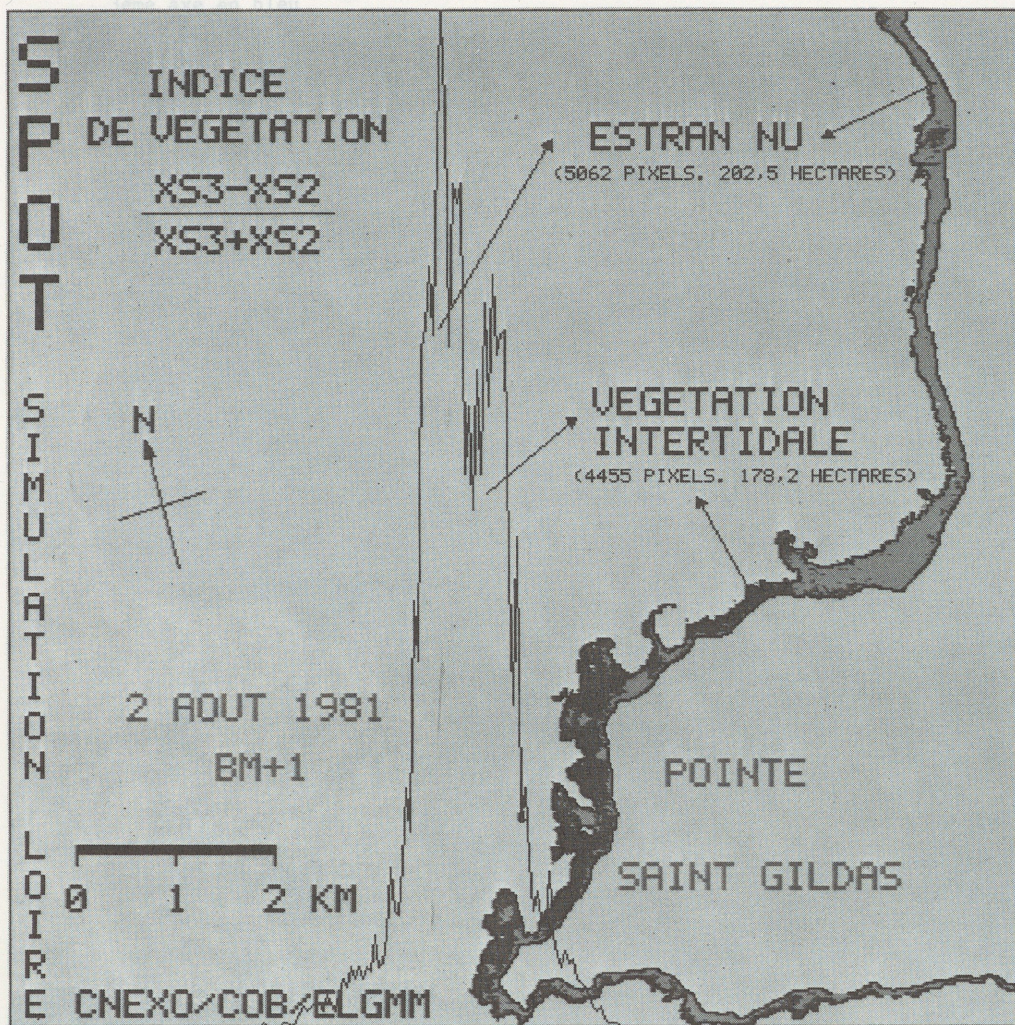 SPOT
SIMULATION
LOIRE
INDICE
DE VEGETATION
XS3-XS2
XS3+XS2
ESTRAN NU
(5062 PIXELS. 202,5 HECTARES)
VEGETATION
INTERTIDALE
(4455 PIXELS. 178,2 HECTARES)
N
2 AOUT 1981
BM+1
POINTE
SAINT GILDAS
0 1 2 KM
CNEXO/COB/ELGMM